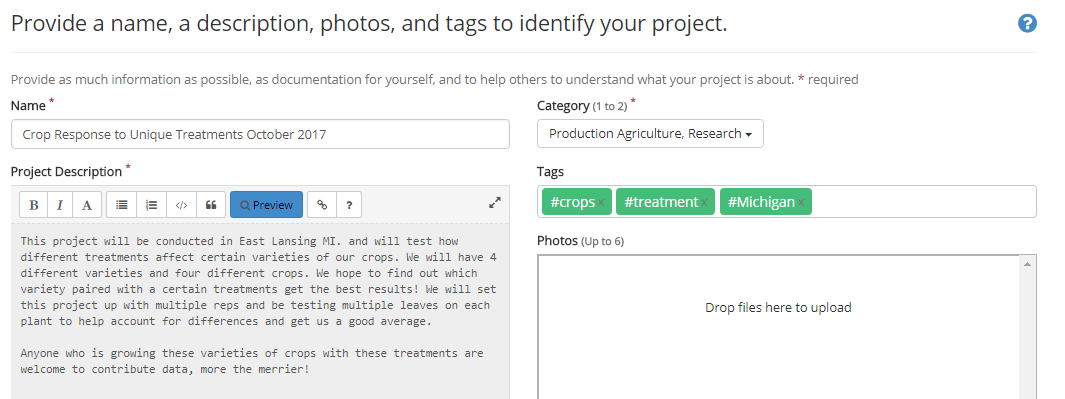 Provide a name, a description, photos, and tags to identify your project.
?
Provide as much information as possible, as documentation for yourself, and to help others to understand what your project is about. * required
Name *
Crop Response to Unique Treatments October 2017
Project Description *
B I A </> “ Preview ?
This project will be conducted in East Lansing MI. and will test how
different treatments affect certain varieties of our crops. We will have 4
different varieties and four different crops. We hope to find out which
variety paired with a certain treatments get the best results! We will set
this project up with multiple reps and be testing multiple leaves on each
plant to help account for differences and get us a good average.
Anyone who is growing these varieties of crops with these treatments are
welcome to contribute data, more the merrier!
Category (1 to 2) *
Production Agriculture, Research
Tags
#crops x #treatment x #Michigan x
Photos (Up to 6)
Drop files here to upload